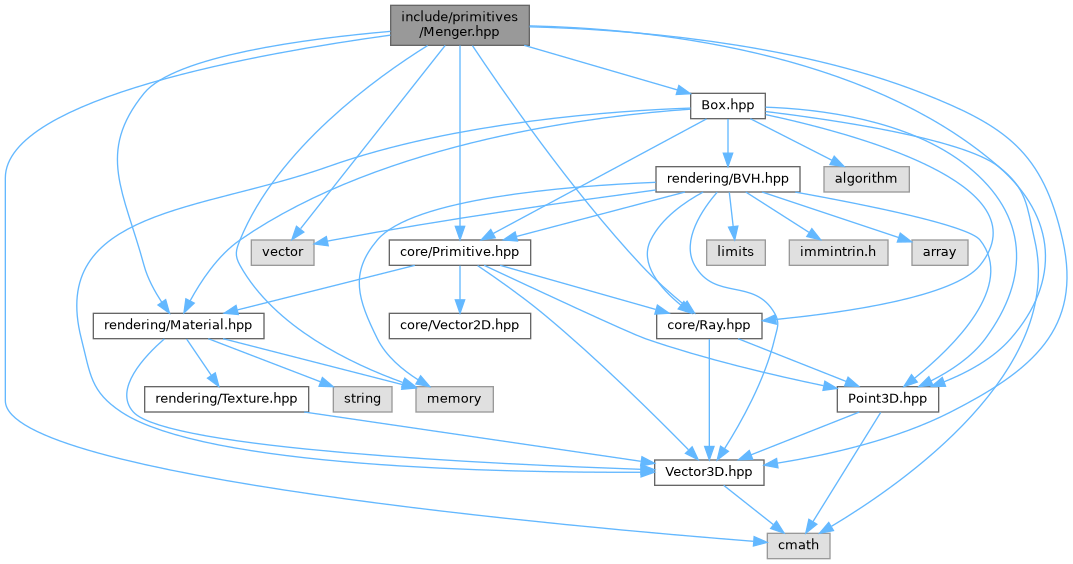 include/primitives
/Menger.hpp
Box.hpp
rendering/BVH.hpp
algorithm
vector
core/Primitive.hpp
limits
immintrin.h
array
rendering/Material.hpp
core/Vector2D.hpp
core/Ray.hpp
rendering/Texture.hpp
string
memory
Point3D.hpp
Vector3D.hpp
cmath